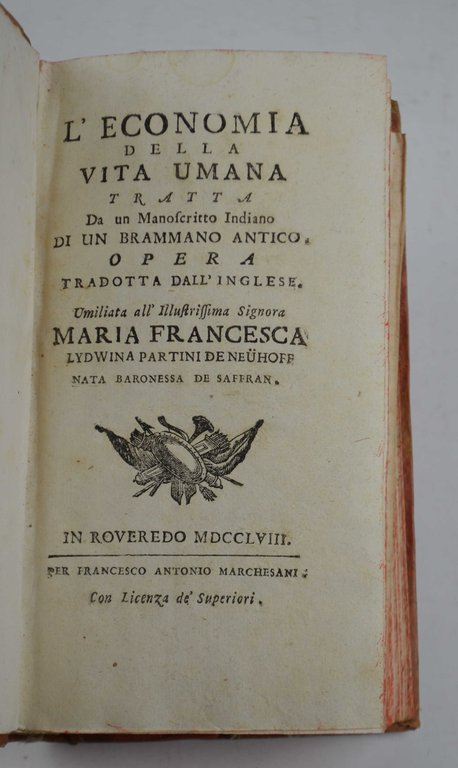 L' ECONOMIA
DELLA
VITA UMANA
TRATTA
Da un Manoſcritto Indiano
DI UN BRAMMANO ANTICO.
OPERA
TRADOTTA DALL' INGLESE.
Umiliata all' Illuſtriſſima Signora
MARIA FRANCESCA
LYDWINA PARTINI DE NEÜHOFF
NATA BARONESSA DE SAFFRAN.
IN ROVEREDO MDCCLVIII.
PER FRANCESCO ANTONIO MARCHESANI.
Con Licenza de' Superiori.